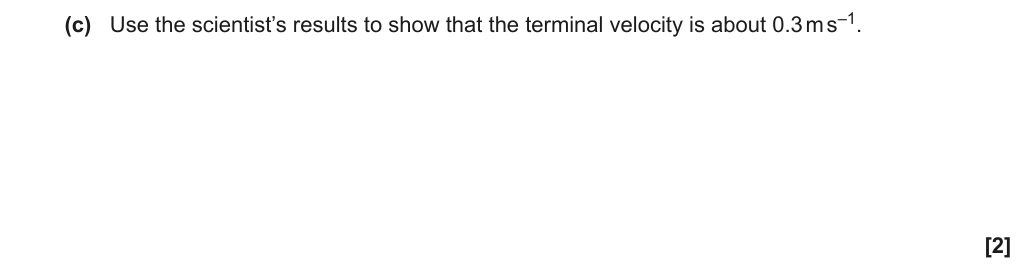 (c) Use the scientist’s results to show that the terminal velocity is about 0.3 m s⁻¹.
[2]